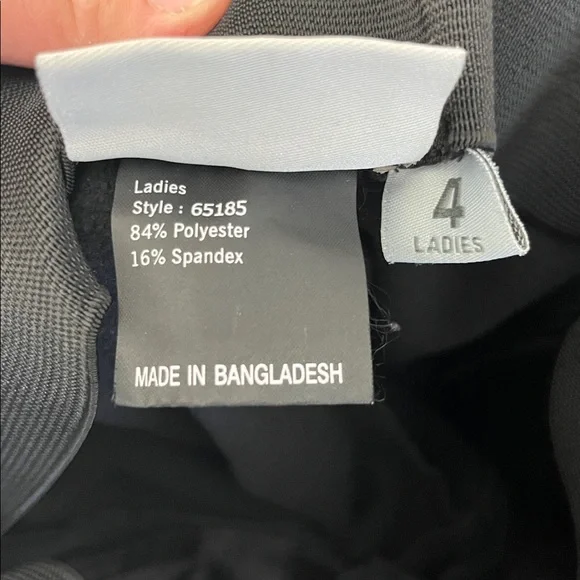 Ladies
Style : 65185
84% Polyester
16% Spandex
MADE IN BANGLADESH
4
LADIES